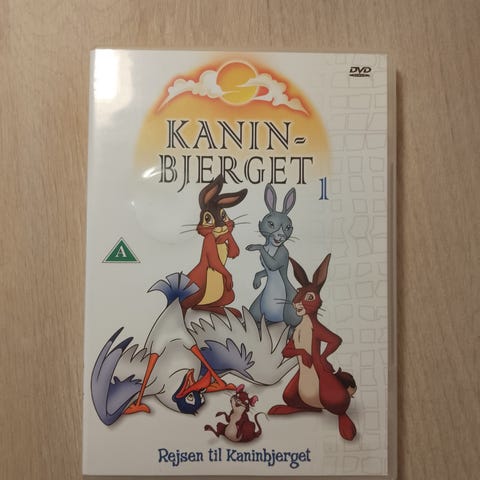 DVD
KANIN-
BJERGET 1
A
Rejsen til Kaninbjerget